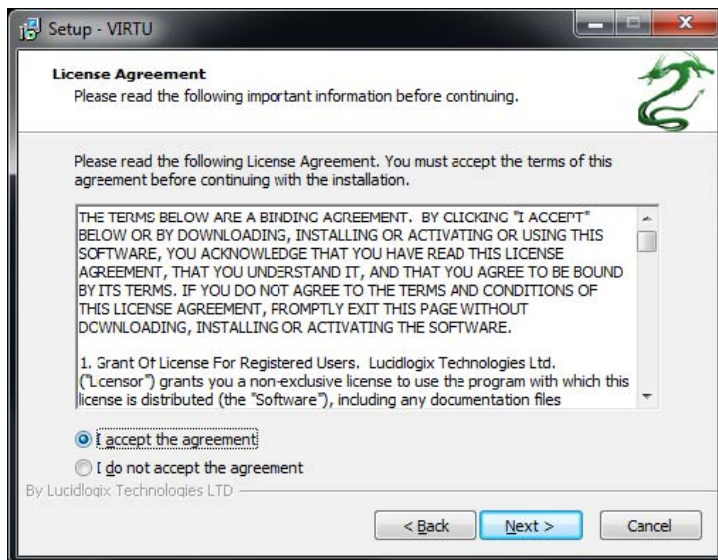 Setup - VIRTU
License Agreement
Please read the following important information before continuing.
Please read the following License Agreement. You must accept the terms of this
agreement before continuing with the installation.
THE TERMS BELOW ARE A BINDING AGREEMENT. BY CLICKING "I ACCEPT"
BELOW OR BY DOWNLOADING, INSTALLING OR ACTIVATING OR USING THIS
SOFTWARE, YOU ACKNOWLEDGE THAT YOU HAVE READ THIS LICENSE
AGREEMENT, THAT YOU UNDERSTAND IT, AND THAT YOU AGREE TO BE BOUND
BY ITS TERMS. IF YOU DO NOT AGREE TO THE TERMS AND CONDITIONS OF
THIS LICENSE AGREEMENT, PROMPTLY EXIT THIS PAGE WITHOUT
DOWNLOADING, INSTALLING OR ACTIVATING THE SOFTWARE.
1. Grant Of License For Registered Users. Lucidlogix Technologies Ltd.
("Licensor") grants you a non-exclusive license to use the program with which this
license is distributed (the "Software"), including any documentation files
I accept the agreement
I do not accept the agreement
By Lucidlogix Technologies LTD
< Back
Next >
Cancel